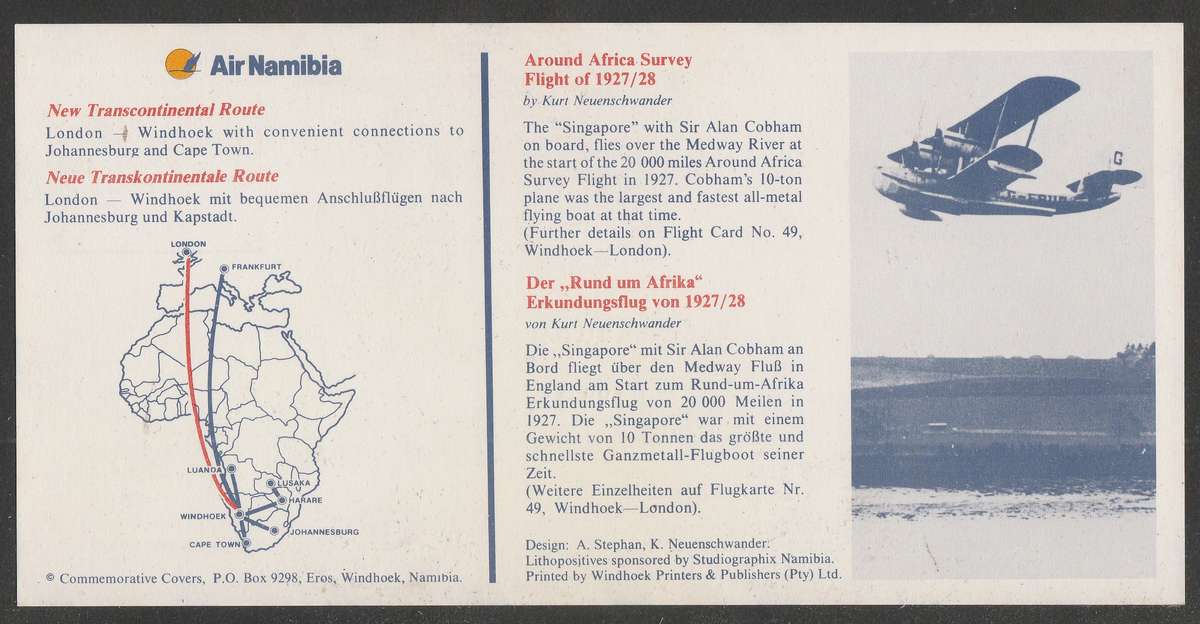 Air Namibia
New Transcontinental Route
London — Windhoek with convenient connections to
Johannesburg and Cape Town.
Neue Transkontinentale Route
London — Windhoek mit bequemen Anschlußflügen nach
Johannesburg und Kapstadt.
LONDON
FRANKFURT
LUANDA
LUSAKA
HARARE
WINDHOEK
JOHANNESBURG
CAPE TOWN
© Commemorative Covers, P.O. Box 9298, Eros, Windhoek, Namibia.
Around Africa Survey
Flight of 1927/28
by Kurt Neuenschwander
The “Singapore” with Sir Alan Cobham
on board, flies over the Medway River at
the start of the 20 000 miles Around Africa
Survey Flight in 1927. Cobham's 10-ton
plane was the largest and fastest all-metal
flying boat at that time.
(Further details on Flight Card No. 49,
Windhoek—London).
Der „Rund um Afrika“
Erkundungsflug von 1927/28
von Kurt Neuenschwander
Die „Singapore“ mit Sir Alan Cobham an
Bord fliegt über den Medway Fluß in
England am Start zum Rund-um-Afrika
Erkundungsflug von 20 000 Meilen in
1927. Die „Singapore“ war mit einem
Gewicht von 10 Tonnen das größte und
schnellste Ganzmetall-Flugboot seiner
Zeit.
(Weitere Einzelheiten auf Flugkarte Nr.
49, Windhoek—London).
Design: A. Stephan, K. Neuenschwander.
Lithopositives sponsored by Studiographix Namibia.
Printed by Windhoek Printers & Publishers (Pty) Ltd.
G